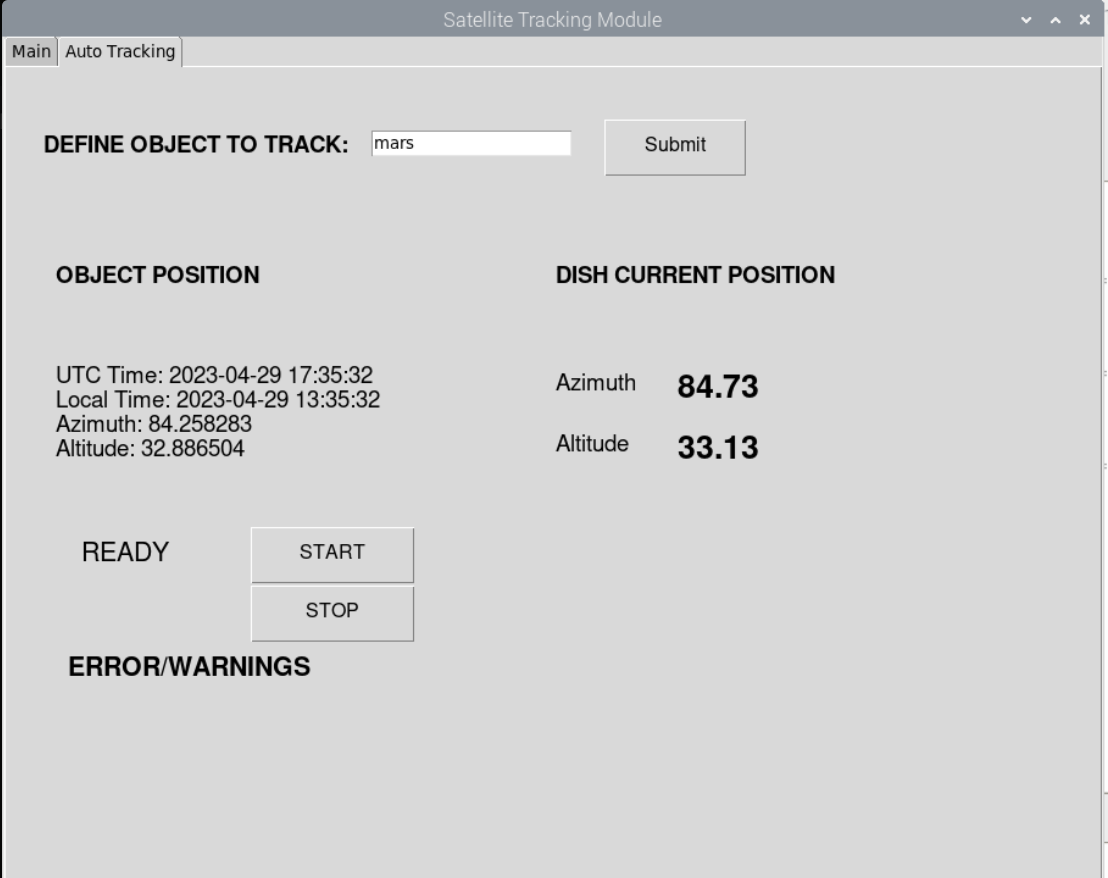 Satellite Tracking Module
Main Auto Tracking
DEFINE OBJECT TO TRACK: mars Submit
OBJECT POSITION
DISH CURRENT POSITION
UTC Time: 2023-04-29 17:35:32
Local Time: 2023-04-29 13:35:32
Azimuth: 84.258283
Altitude: 32.886504
Azimuth 84.73
Altitude 33.13
READY START
STOP
ERROR/WARNINGS